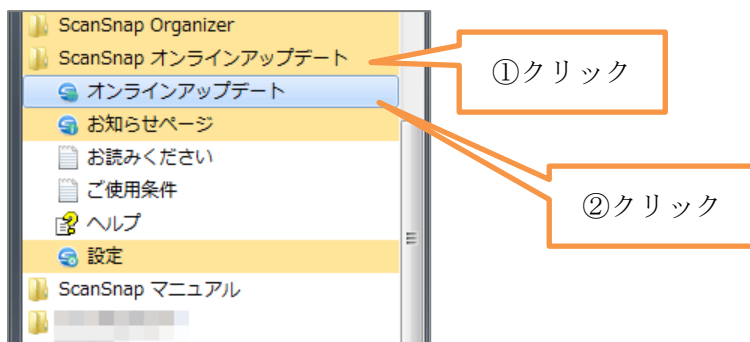 ScanSnap Organizer
ScanSnap オンラインアップデート
①クリック
オンラインアップデート
お知らせページ
お読みください
ご使用条件
②クリック
ヘルプ
設定
ScanSnap マニュアル